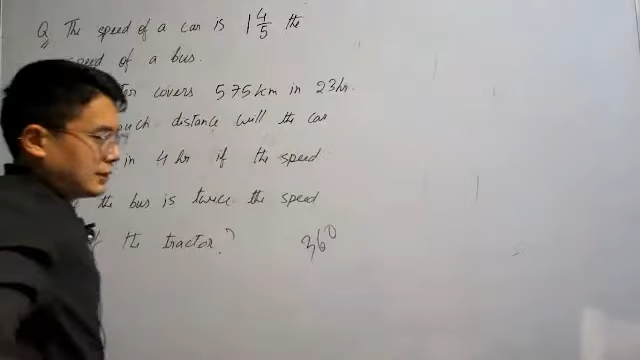 Q. The speed of a car is 1 4/5 the
speed of a bus.
covers 575 km in 23 hr.
distance will the car
in 4 hr if the speed
the bus is twice the speed
the tractor? 360